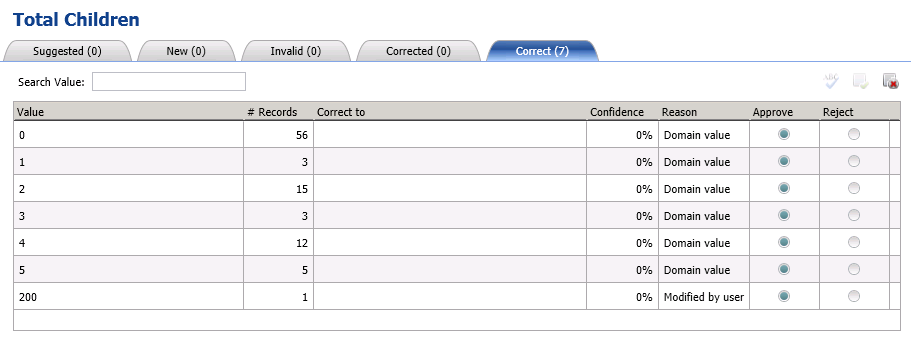 Total Children
Suggested (0) New (0) Invalid (0) Corrected (0) Correct (7)
Search Value:
Value # Records Correct to Confidence Reason Approve Reject
0 56 0% Domain value
1 3 0% Domain value
2 15 0% Domain value
3 3 0% Domain value
4 12 0% Domain value
5 5 0% Domain value
200 1 0% Modified by user